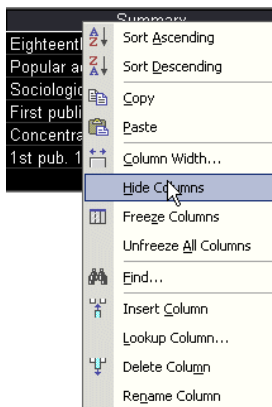 Summary
Eighteent
Popular a
Sociologic
First publi
Concentra
1st pub. 1
Sort Ascending
Sort Descending
Copy
Paste
Column Width...
Hide Columns
Freeze Columns
Unfreeze All Columns
Find...
Insert Column
Lookup Column...
Delete Column
Rename Column